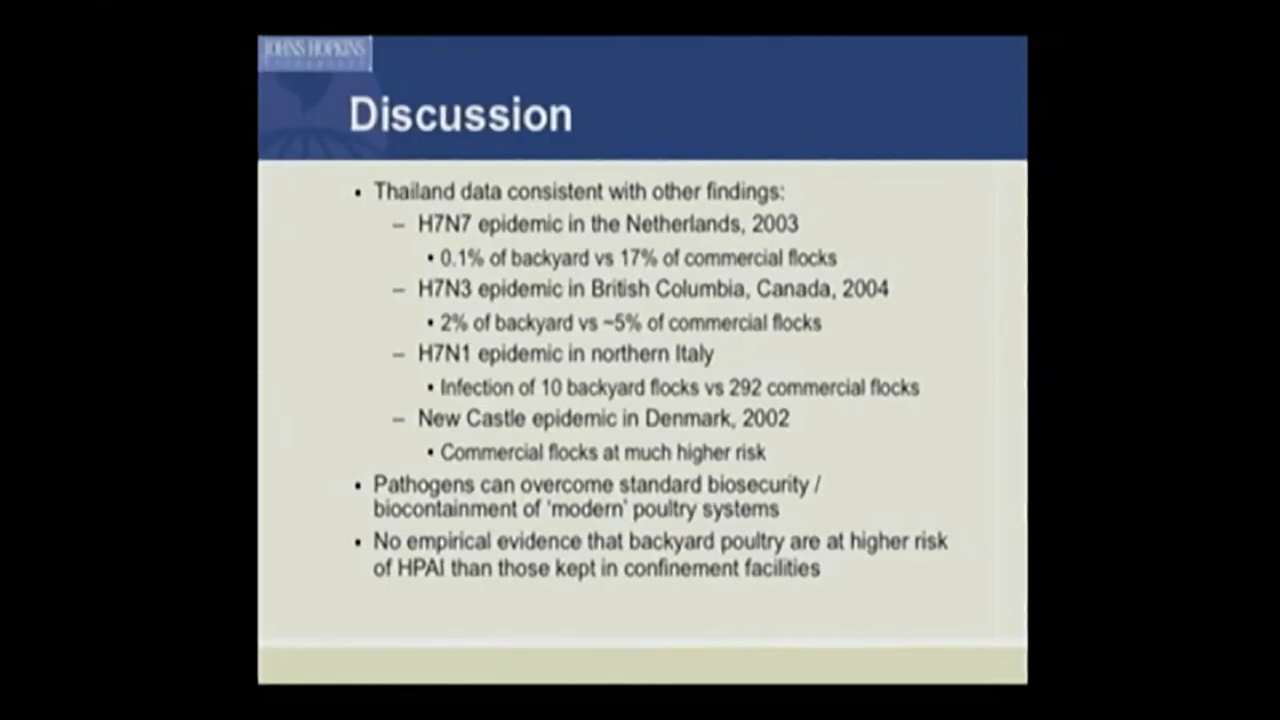 JOHNS HOPKINS
Discussion
• Thailand data consistent with other findings:
– H7N7 epidemic in the Netherlands, 2003
• 0.1% of backyard vs 17% of commercial flocks
– H7N3 epidemic in British Columbia, Canada, 2004
• 2% of backyard vs ~5% of commercial flocks
– H7N1 epidemic in northern Italy
• Infection of 10 backyard flocks vs 292 commercial flocks
– New Castle epidemic in Denmark, 2002
• Commercial flocks at much higher risk
• Pathogens can overcome standard biosecurity /
biocontainment of ‘modern’ poultry systems
• No empirical evidence that backyard poultry are at higher risk
of HPAI than those kept in confinement facilities